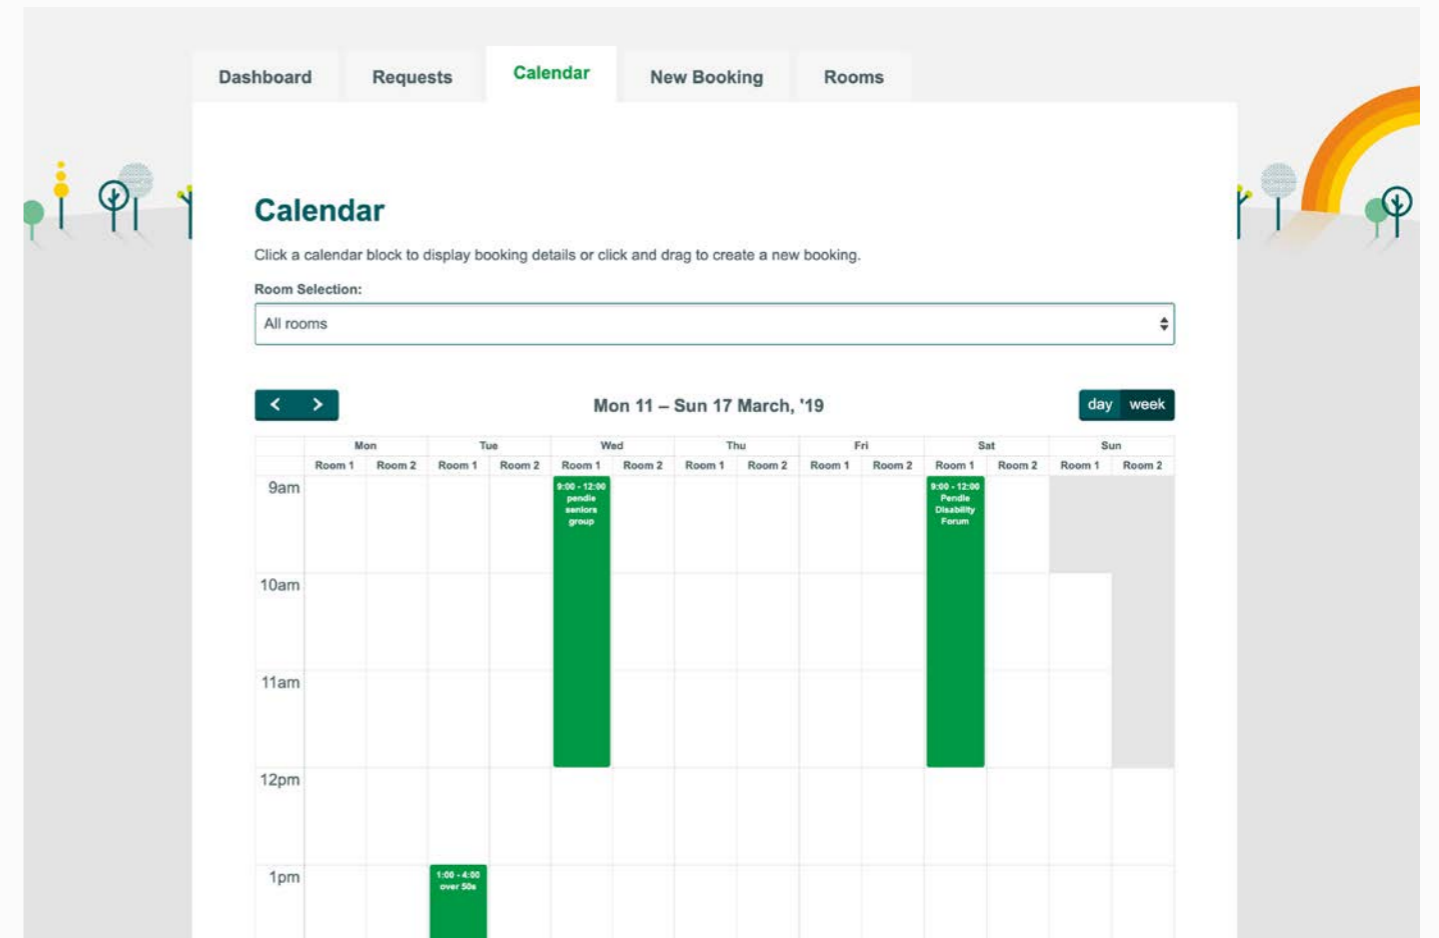 Dashboard Requests Calendar New Booking Rooms
Calendar
Click a calendar block to display booking details or click and drag to create a new booking.
Room Selection:
All rooms
< > Mon 11 – Sun 17 March, '19 day week
Mon Tue Wed Thu Fri Sat Sun
Room 1 Room 2 Room 1 Room 2 Room 1 Room 2 Room 1 Room 2 Room 1 Room 2 Room 1 Room 2 Room 1 Room 2
9am
9:00 - 12:00
pendle
seniors
group
9:00 - 12:00
Pendle
Disability
Forum
10am
11am
12pm
1pm
1:00 - 4:00
over 50s